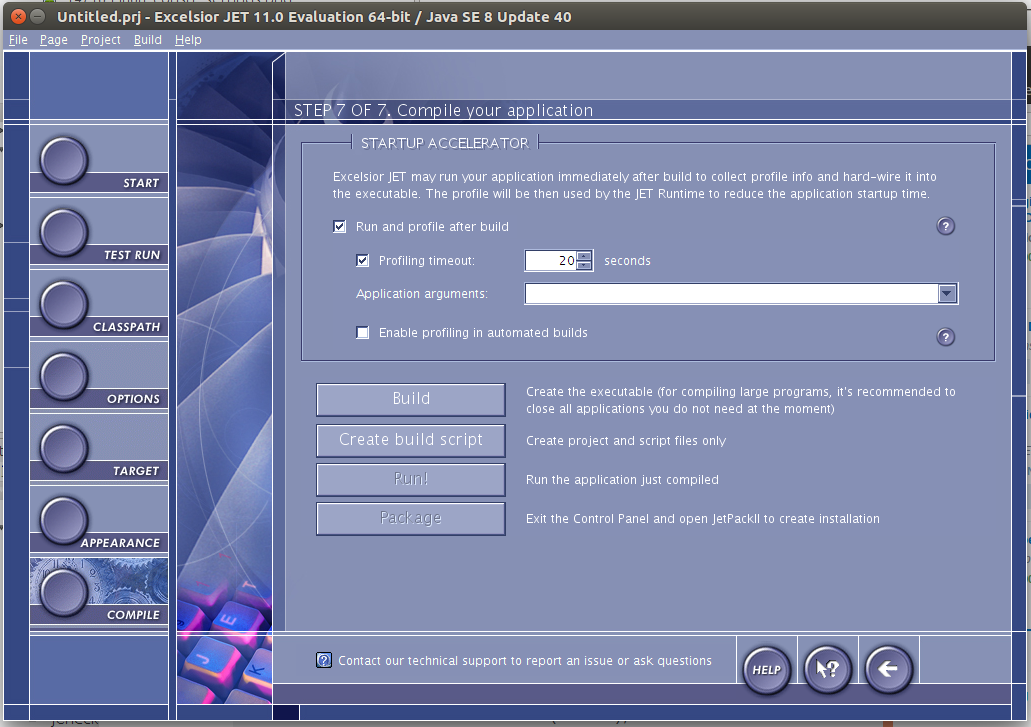 Untitled.prj - Excelsior JET 11.0 Evaluation 64-bit / Java SE 8 Update 40
File Page Project Build Help
STEP 7 OF 7. Compile your application
START
TEST RUN
CLASSPATH
OPTIONS
TARGET
APPEARANCE
COMPILE
STARTUP ACCELERATOR
Excelsior JET may run your application immediately after build to collect profile info and hard-wire it into
the executable. The profile will be then used by the JET Runtime to reduce the application startup time.
Run and profile after build
?
Profiling timeout: 20 seconds
Application arguments:
Enable profiling in automated builds
?
Build
Create the executable (for compiling large programs, it's recommended to
close all applications you do not need at the moment)
Create build script
Create project and script files only
Run!
Run the application just compiled
Package
Exit the Control Panel and open JetPackII to create installation
E
J
K
? Contact our technical support to report an issue or ask questions
HELP
?